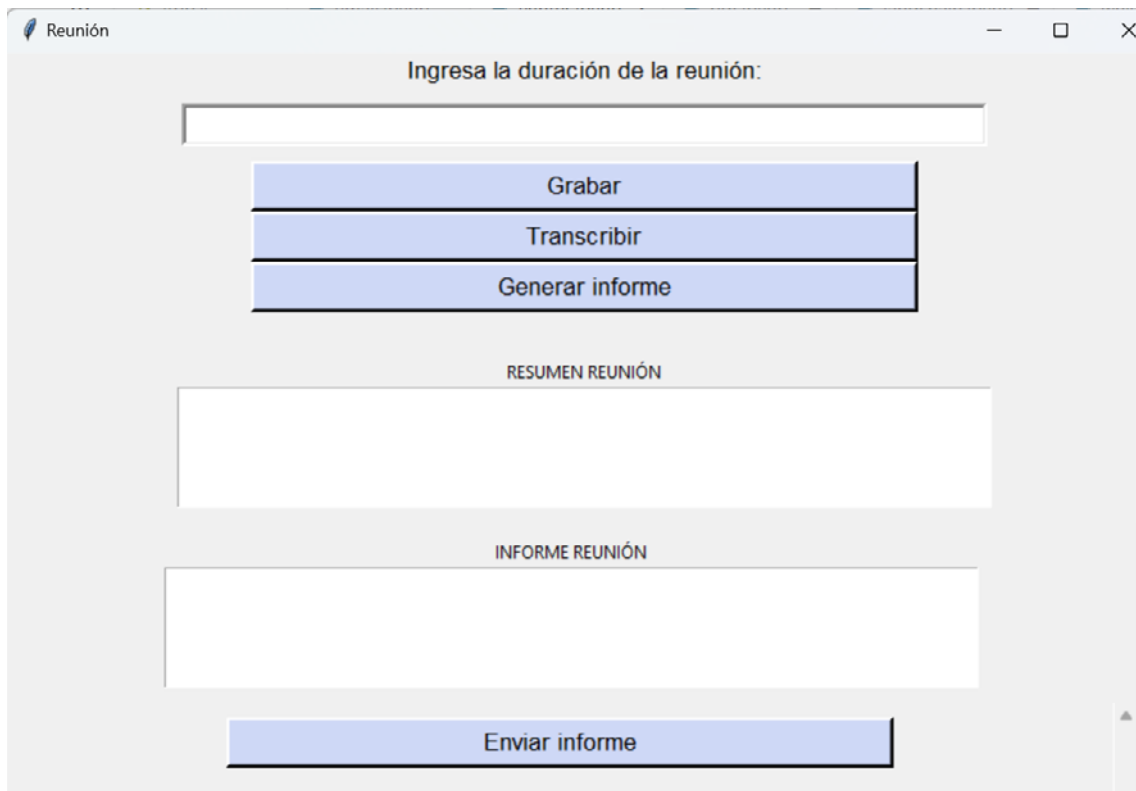 Reunión
Ingresa la duración de la reunión:
Grabar
Transcribir
Generar informe
RESUMEN REUNIÓN
INFORME REUNIÓN
Enviar informe